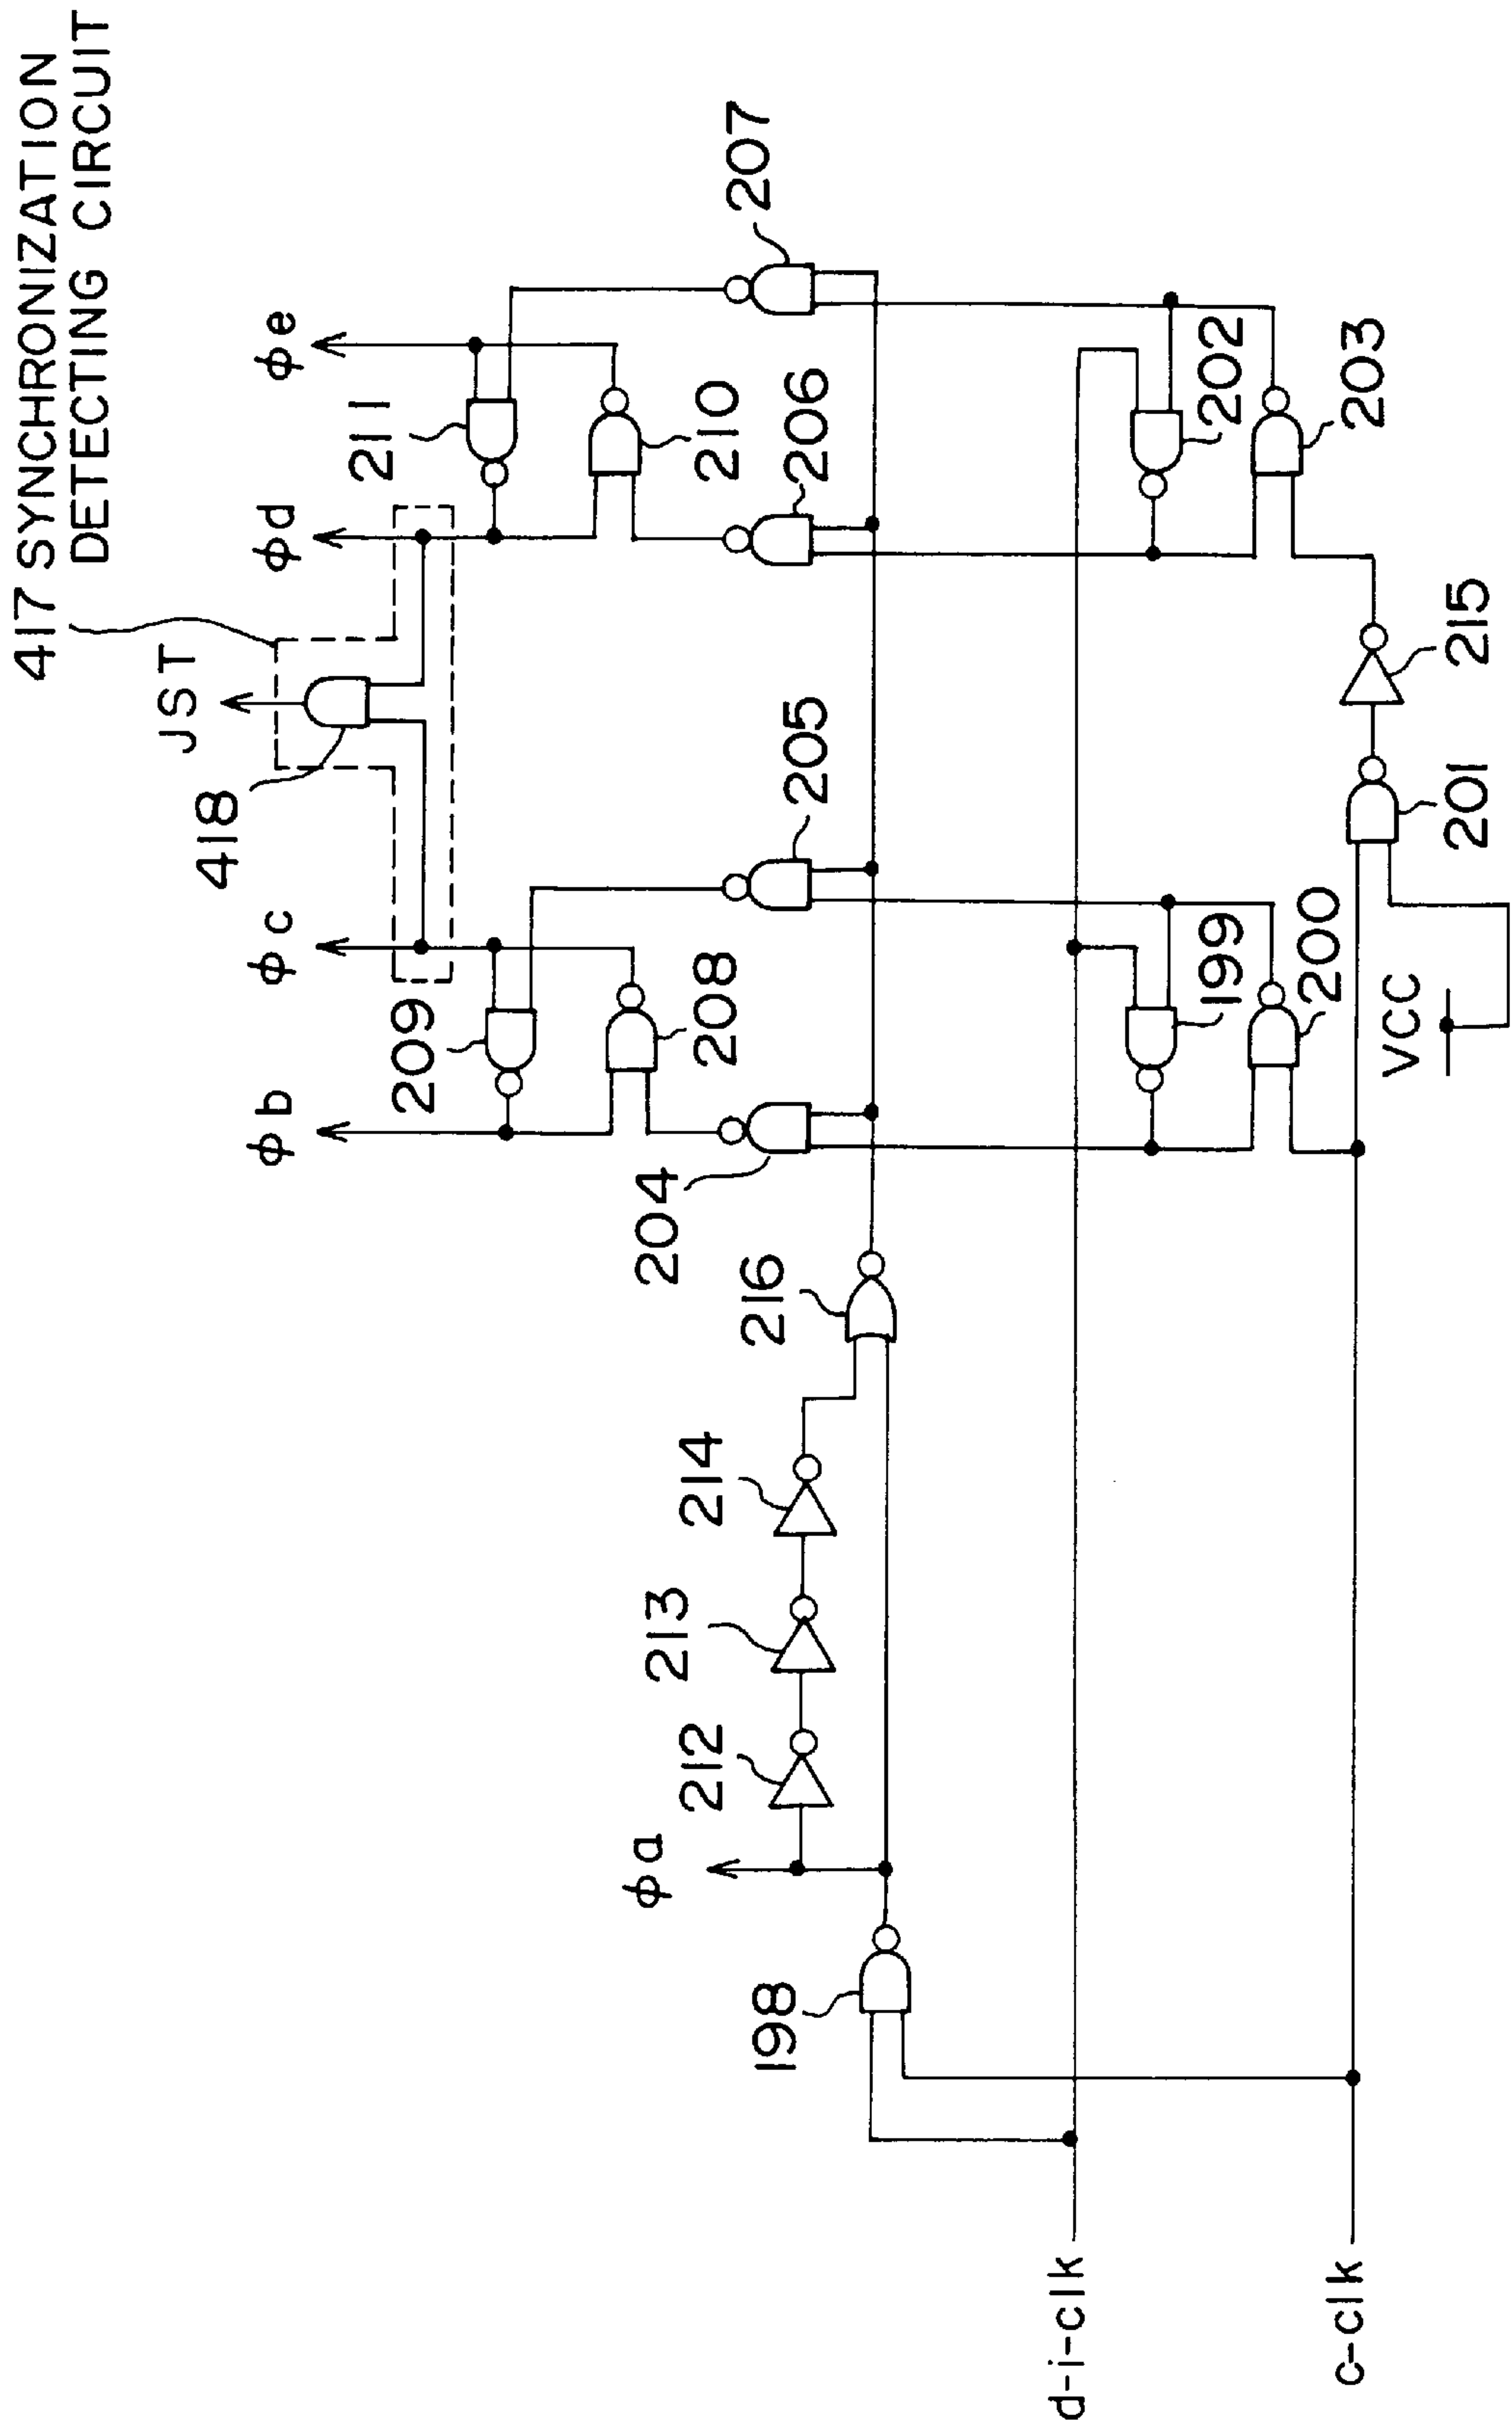 417 SYNCHRONIZATION
DETECTING CIRCUIT
JST
418
ϕb
ϕc
ϕd
ϕe
209
208
211
210
204
205
206
207
ϕa
212
213
214
216
198
199
200
202
203
VCC
201
215
d-i-clk
c-clk